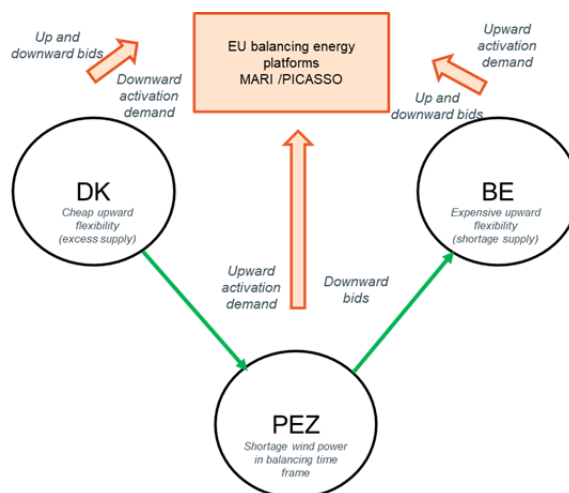 EU balancing energy
platforms
MARI /PICASSO
Up and
downward bids
Downward
activation
demand
Upward
activation
demand
Up and
downward bids
DK
Cheap upward
flexibility
(excess supply)
BE
Expensive upward
flexibility
(shortage supply)
Upward
activation
demand
Downward
bids
PEZ
Shortage wind power
in balancing time
frame